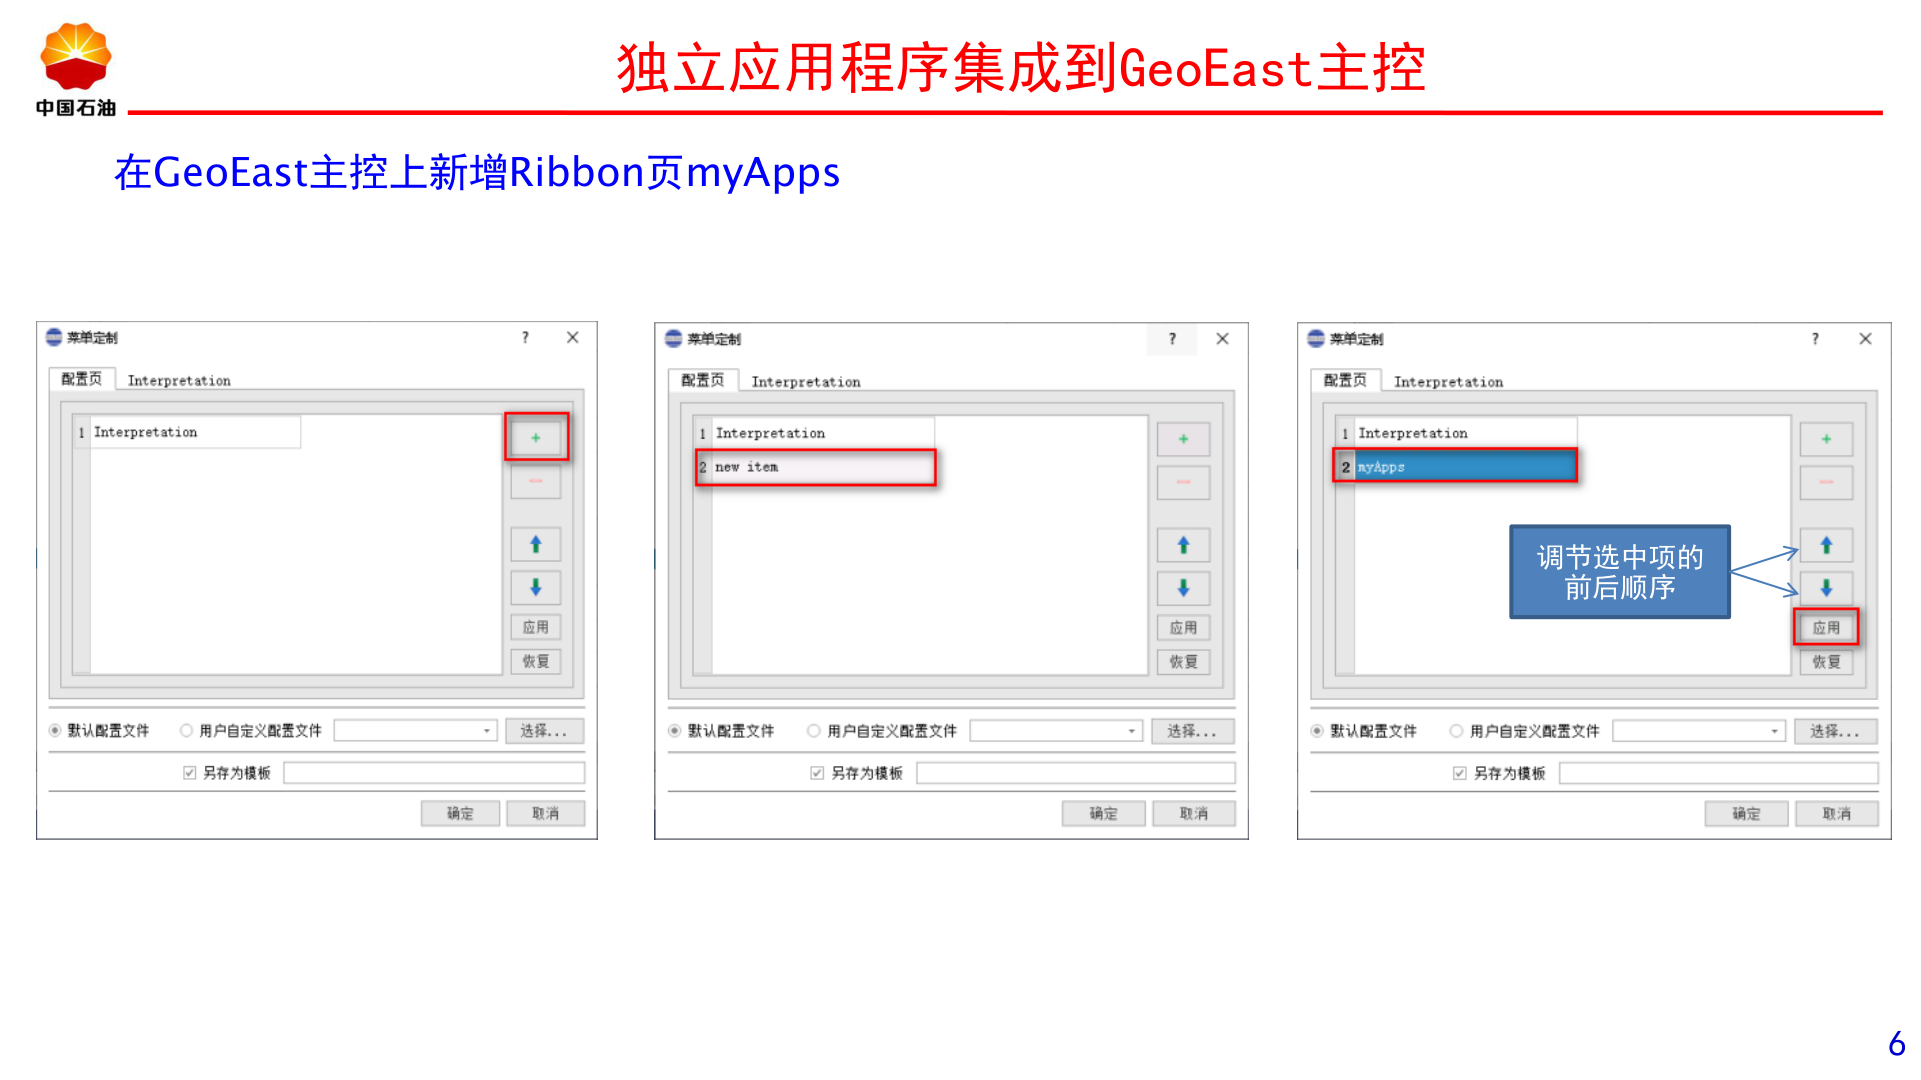 中国石油
独立应用程序集成到GeoEast主控
在GeoEast主控上新增Ribbon页myApps
菜单定制 ?
配置页 Interpretation
1 Interpretation
应用
恢复
默认配置文件 用户自定义配置文件 选择...
另存为模板
确定 取消
菜单定制 ?
配置页 Interpretation
1 Interpretation
2 new item
应用
恢复
默认配置文件 用户自定义配置文件 选择...
另存为模板
确定 取消
菜单定制 ?
配置页 Interpretation
1 Interpretation
2 myApps
调节选中项的
前后顺序
应用
恢复
默认配置文件 用户自定义配置文件 选择...
另存为模板
确定 取消
6